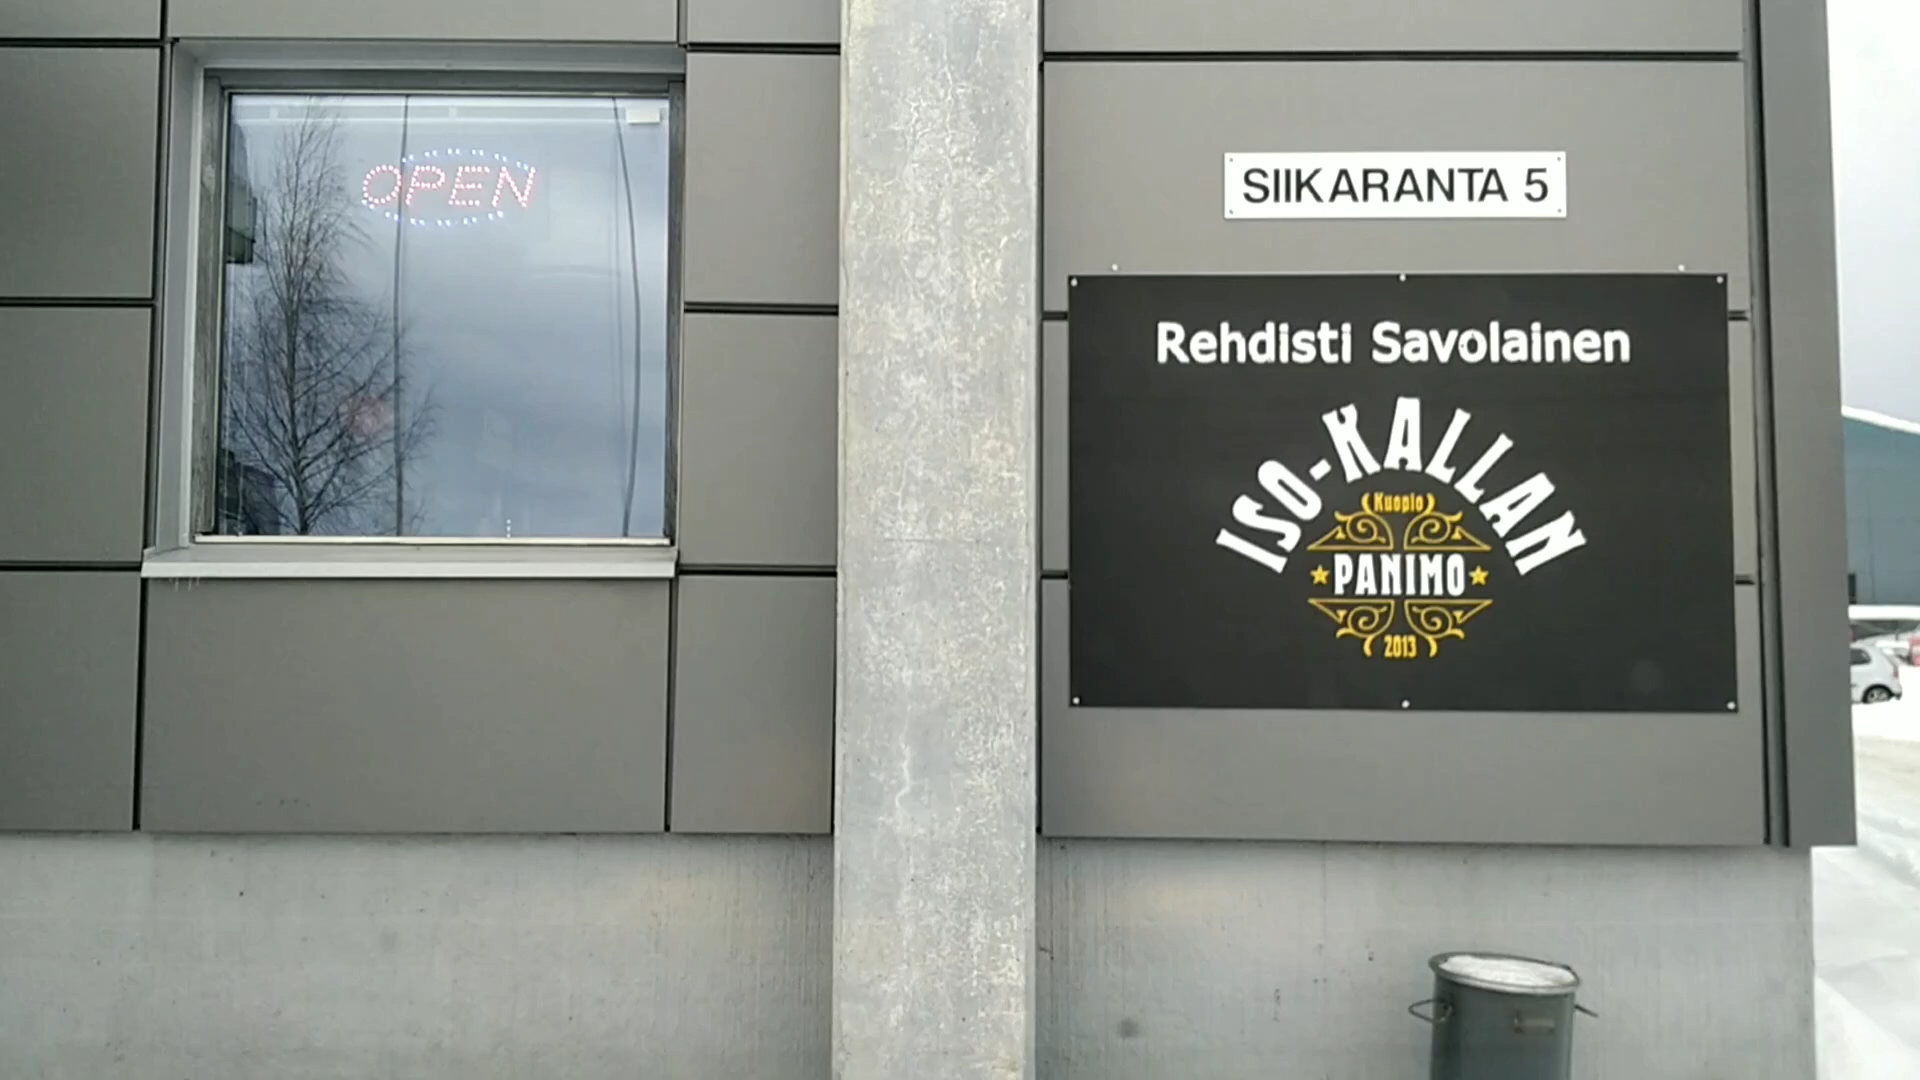 OPEN
SIIKARANTA 5
Rehdisti Savolainen
ISO-KALLAN
Kuopio
PANIMO
2013